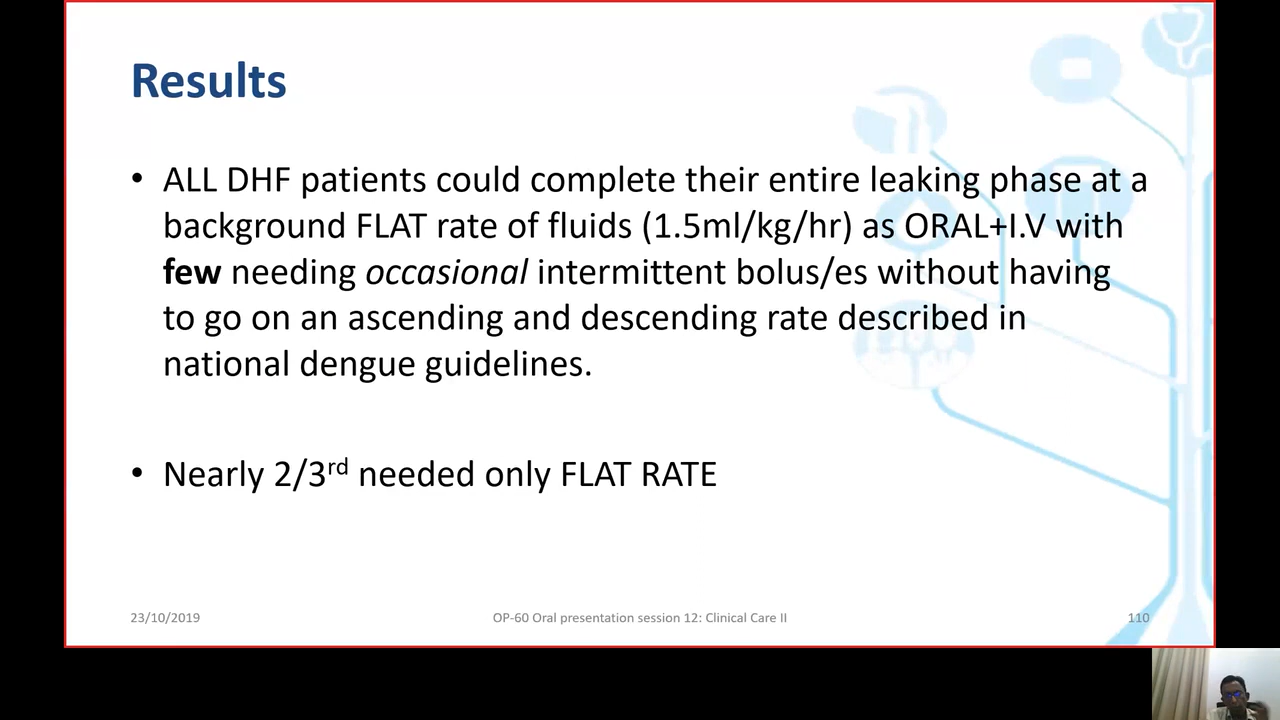 Results
• ALL DHF patients could complete their entire leaking phase at a
background FLAT rate of fluids (1.5ml/kg/hr) as ORAL+I.V with
few needing occasional intermittent bolus/es without having
to go on an ascending and descending rate described in
national dengue guidelines.
• Nearly 2/3rd needed only FLAT RATE
23/10/2019 OP-60 Oral presentation session 12: Clinical Care II 110